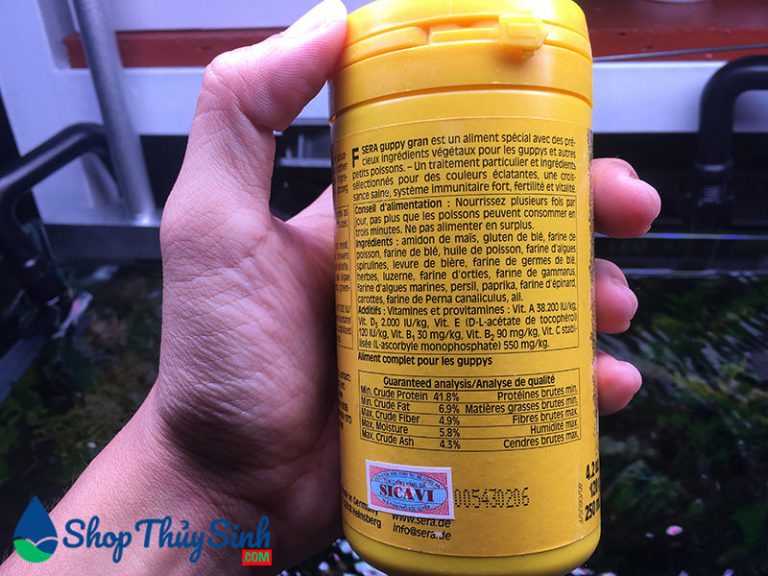 F SERA guppy gran est un aliment spécial avec des pré-
cieux ingrédients végétaux pour les guppys et autres
petits poissons. – Un traitement particulier et ingrédients
sélectionnés pour des couleurs éclatantes, une crois-
sance saine, système immunitaire fort, fertilité et vitalité.
Conseil d'alimentation : Nourrissez plusieurs fois par
jour, pas plus que les poissons peuvent consommer en
trois minutes. Ne pas alimenter en surplus.
Ingrédients : amidon de maïs, gluten de blé, farine de
poisson, farine de blé, huile de poisson, farine d'algues
spirulines, levure de bière, farine de germes de blé,
herbes, luzerne, farine d'orties, farine de gammarus,
farine d'algues marines, persil, paprika, farine d'épinard,
carottes, farine de Perna canaliculus, ail.
Additifs : Vitamines et provitamines : Vit. A 38.200 IU/kg,
Vit. D3 2.000 IU/kg, Vit. E (D-L-acétate de tocophérol)
120 IU/kg, Vit. B1 30 mg/kg, Vit. B2 90 mg/kg, Vit. C stabi-
lisée (L-ascorbyle monophosphate) 550 mg/kg.
Aliment complet pour les guppys
Guaranteed analysis/Analyse de qualité
Min. Crude Protein 41.8% Protéines brutes min.
Min. Crude Fat 6.9% Matières grasses brutes min.
Max. Crude Fiber 4.9% Fibres brutes max.
Max. Moisture 5.8% Humidité max.
Max. Crude Ash 4.3% Cendres brutes max.
SICAVI
005430206
in Germany
Heinsberg
www.sera.de
info@sera.de
ShopThủySinh
.COM